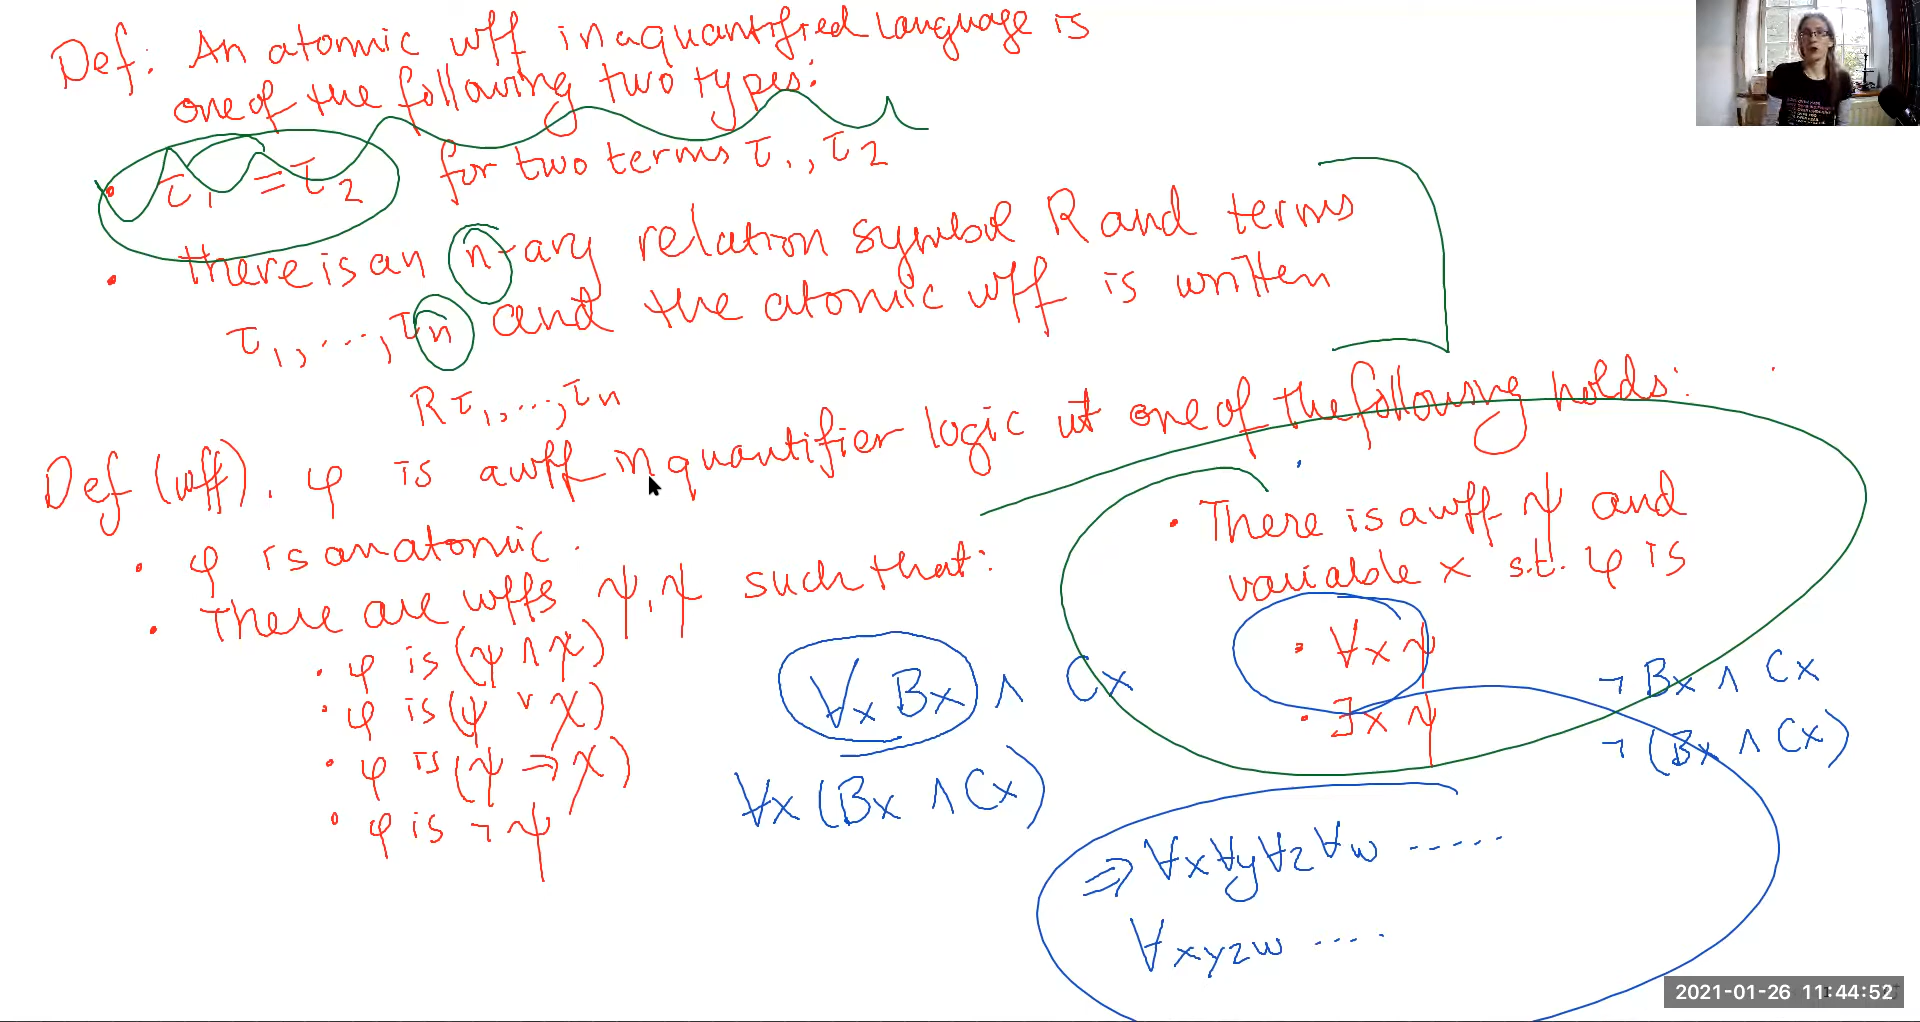 Def: An atomic wff in a quantified language is
one of the following two types:
• τ₁ = τ₂ for two terms τ₁, τ₂
• there is an n-ary relation symbol R and terms
τ₁, ..., τn and the atomic wff is written
Rτ₁, ..., τn
Def (wff). φ is a wff in quantifier logic iff one of the following holds:
• φ is an atomic.
• There are wffs ψ, χ such that:
• φ is (ψ ∧ χ)
• φ is (ψ ∨ χ)
• φ is (ψ ⇒ χ)
• φ is ¬ψ
• There is a wff ψ and
variable x s.t. φ is
• ∀x ψ
• ∃x ψ
∀x Bx ∧ Cx
∀x (Bx ∧ Cx)
¬ Bx ∧ Cx
¬ (Bx ∧ Cx)
⇒ ∀x∀y∀z∀w .....
∀xyzw ....
2021-01-26 11:44:52